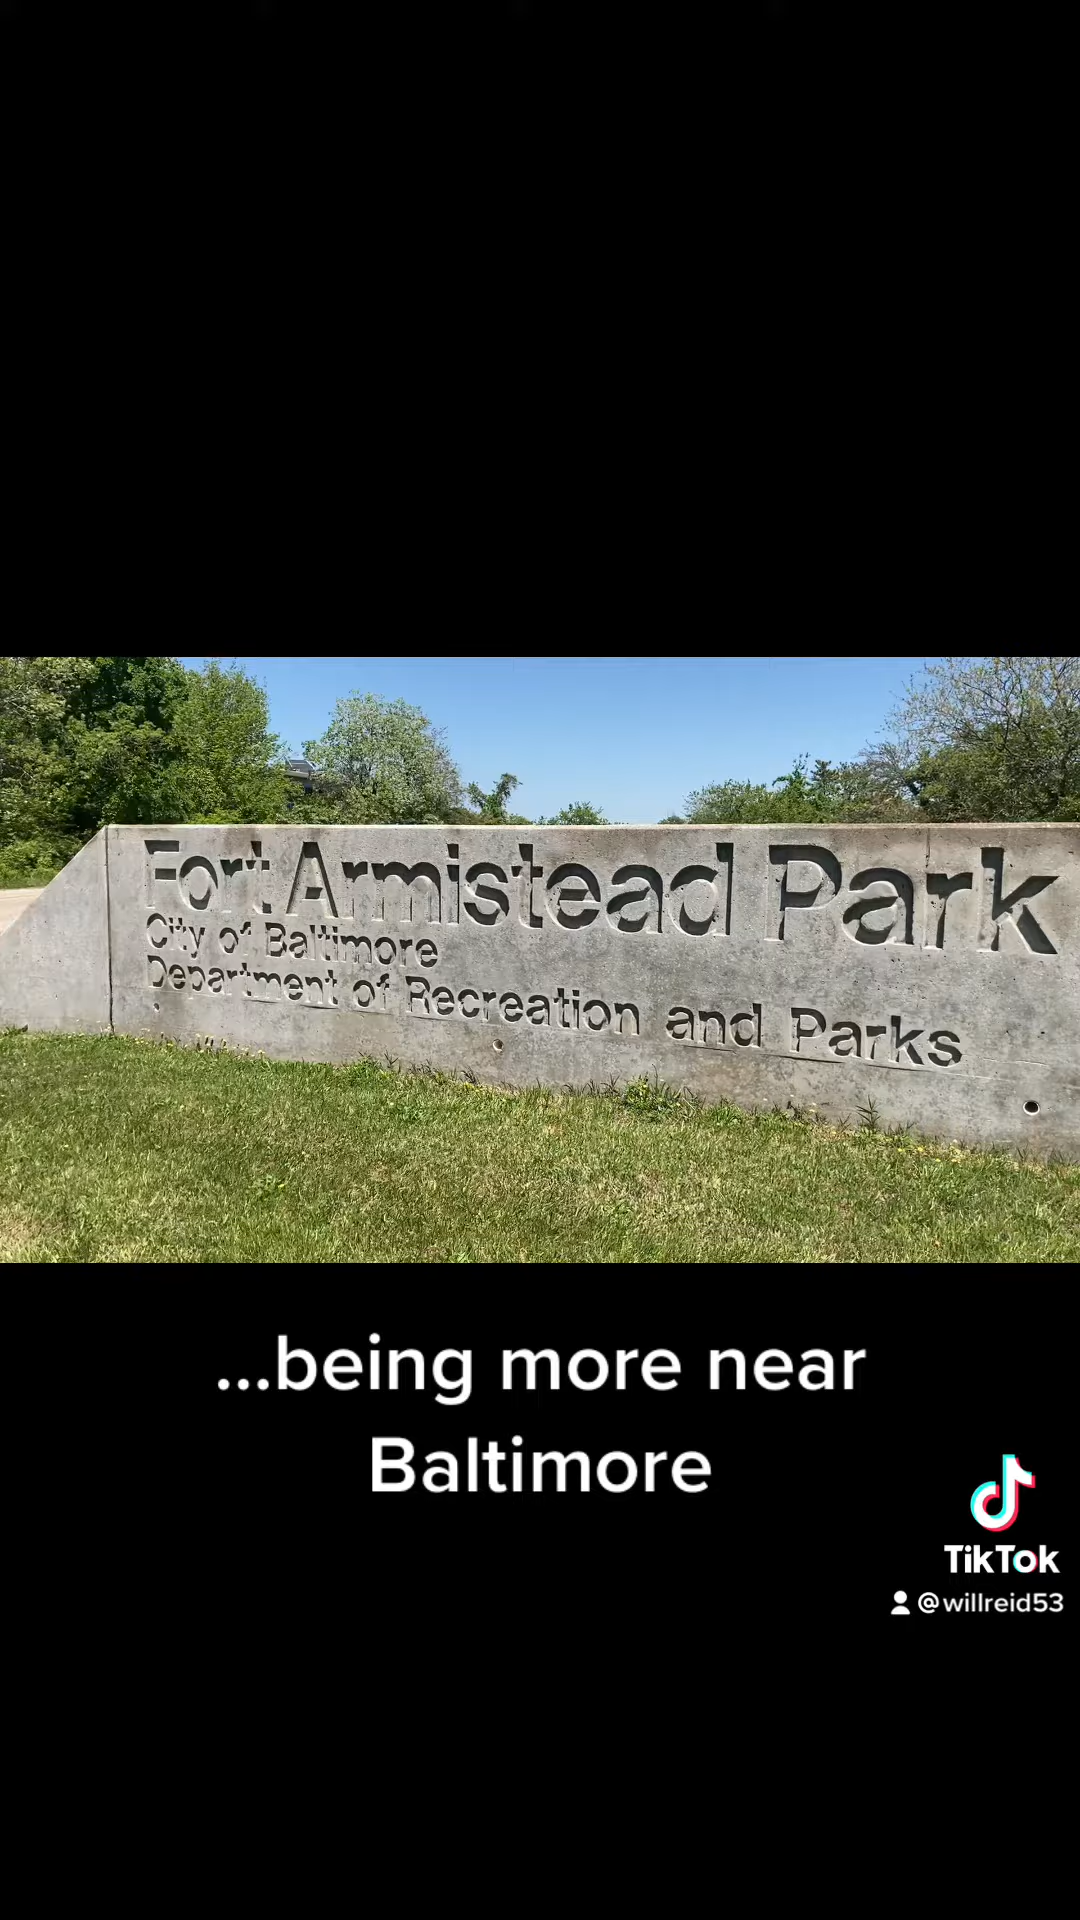 Fort Armistead Park
City of Baltimore
Department of Recreation and Parks
...being more near
Baltimore
TikTok
@willreid53